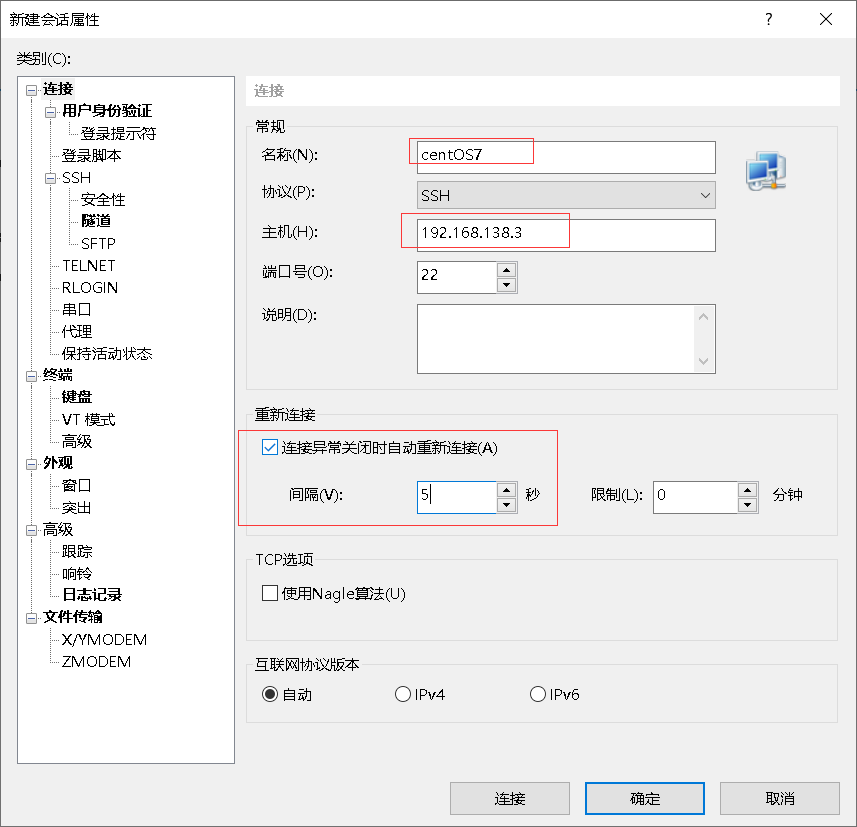 新建会话属性
类别(C):
连接
用户身份验证
登录提示符
登录脚本
SSH
安全性
隧道
SFTP
TELNET
RLOGIN
串口
代理
保持活动状态
终端
键盘
VT 模式
高级
外观
窗口
突出
高级
跟踪
响铃
日志记录
文件传输
X/YMODEM
ZMODEM
连接
常规
名称(N): centOS7
协议(P): SSH
主机(H): 192.168.138.3
端口号(O): 22
说明(D):
重新连接
连接异常关闭时自动重新连接(A)
间隔(V): 5 秒 限制(L): 0 分钟
TCP选项
使用Nagle算法(U)
互联网协议版本
自动 IPv4 IPv6
连接 确定 取消